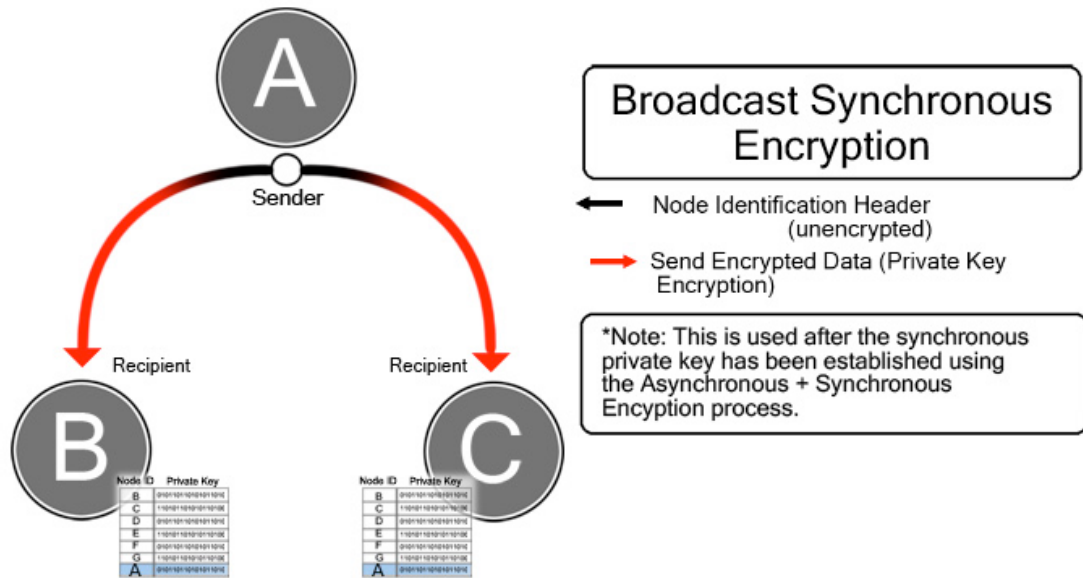 A
Sender
Broadcast Synchronous
Encryption
Node Identification Header
(unencrypted)
Send Encrypted Data (Private Key
Encryption)
*Note: This is used after the synchronous
private key has been established using
the Asynchronous + Synchronous
Encyption process.
Recipient
Recipient
B
C
Node ID Private Key
B
C
D
E
F
G
A
Node ID Private Key
B
C
D
E
F
G
A